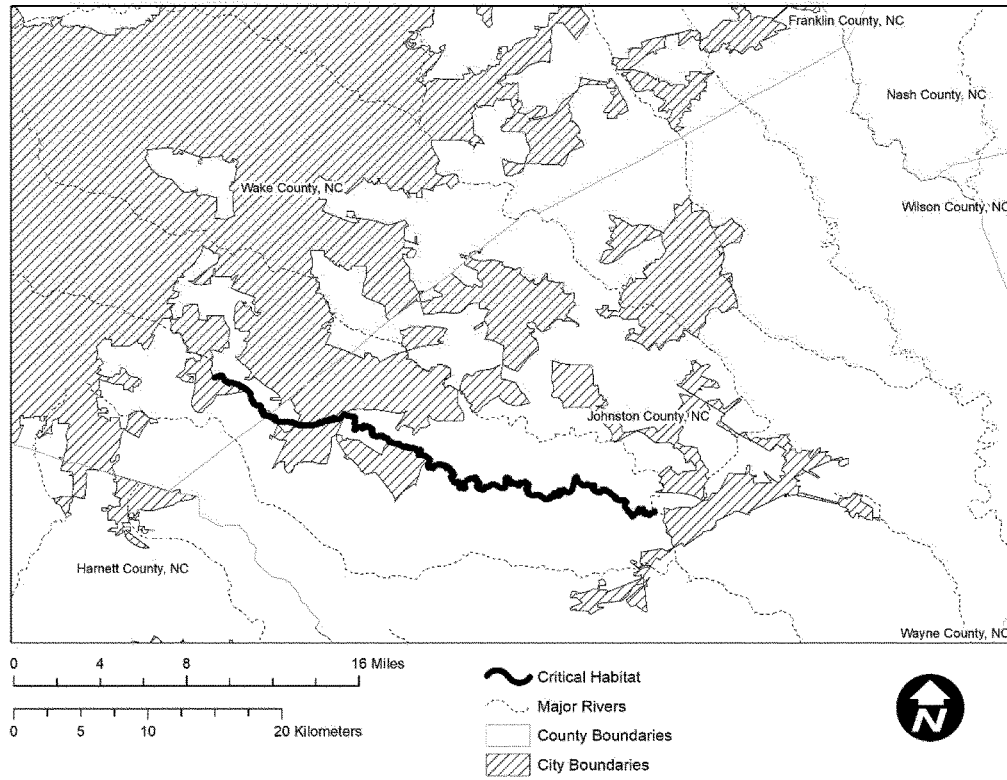 Franklin County, NC
Nash County, NC
Wake County, NC
Wilson County, NC
Johnston County, NC
Harnett County, NC
Wayne County, NC
0 4 8 16 Miles
0 5 10 20 Kilometers
Critical Habitat
Major Rivers
County Boundaries
City Boundaries
N